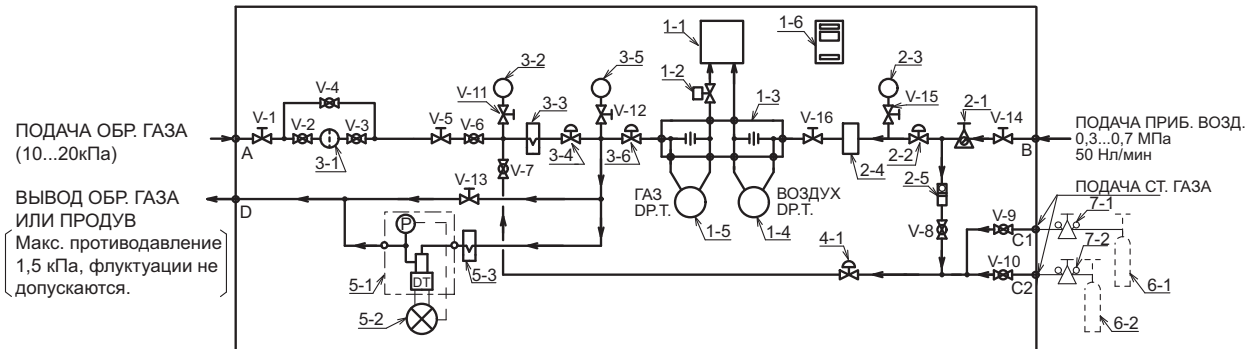 1-1
1-6
3-2
3-5
2-3
1-2
V-4
V-11
3-3
V-12
1-3
V-15
2-1
V-1
V-2
V-3
V-5
V-6
V-16
V-14
ПОДАЧА ОБР. ГАЗА
(10...20кПа)
A
3-1
3-4
3-6
2-2
B
ПОДАЧА ПРИБ. ВОЗД.
0,3...0,7 МПа
50 Нл/мин
V-7
2-4
2-5
ВЫВОД ОБР. ГАЗА
ИЛИ ПРОДУВ
D
V-13
ГАЗ
DP.T.
ВОЗДУХ
DP.T.
ПОДАЧА СТ. ГАЗА
7-1
Макс. противодавление
1,5 кПа, флуктуации не
допускаются.
P
1-5
1-4
V-8
V-9
C1
7-2
4-1
V-10
C2
5-1
DT
5-3
6-1
5-2
6-2